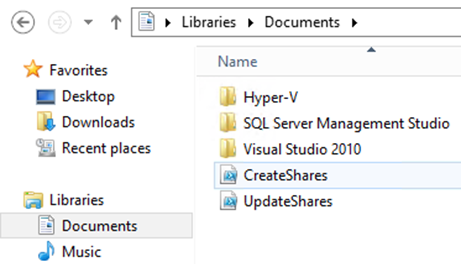 Libraries Documents
Favorites
Desktop
Downloads
Recent places
Libraries
Documents
Music
Name
Hyper-V
SQL Server Management Studio
Visual Studio 2010
CreateShares
UpdateShares